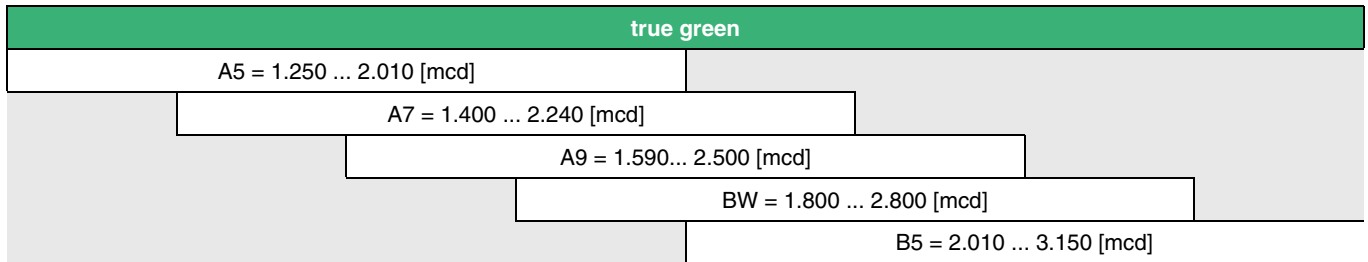 true green
A5 = 1.250 ... 2.010 [mcd]
A7 = 1.400 ... 2.240 [mcd]
A9 = 1.590... 2.500 [mcd]
BW = 1.800 ... 2.800 [mcd]
B5 = 2.010 ... 3.150 [mcd]